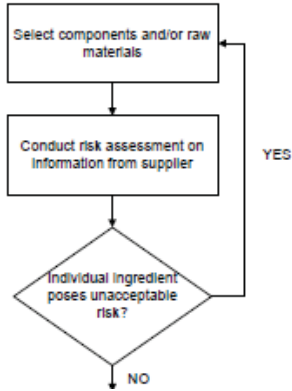 Select components and/or raw
materials
Conduct risk assessment on
information from supplier
YES
Individual ingredient
poses unacceptable
risk?
NO